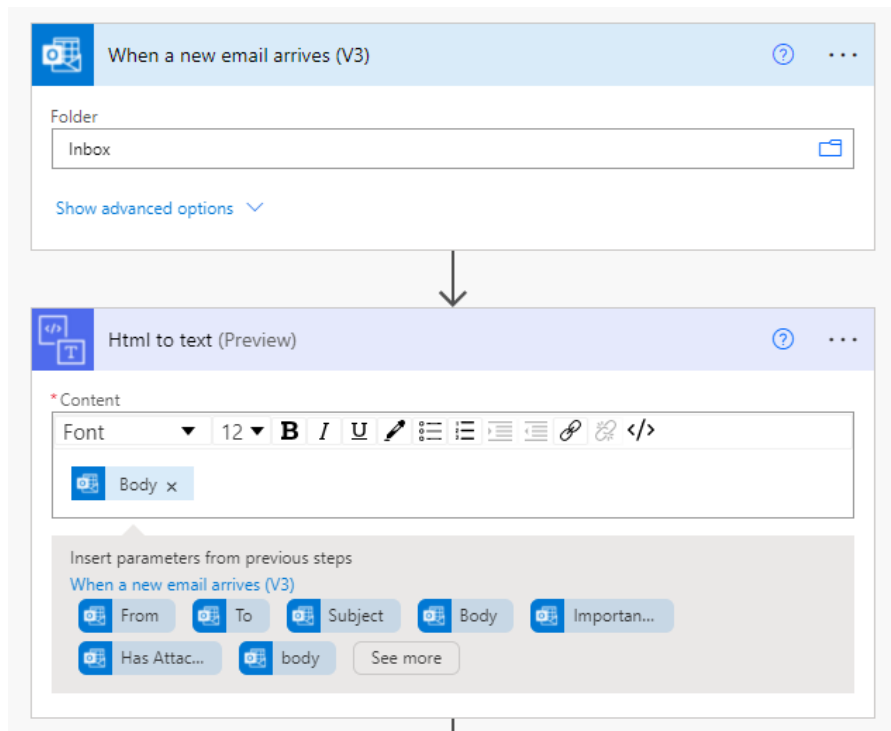 When a new email arrives (V3)
Folder
Inbox
Show advanced options
Html to text (Preview)
* Content
Font 12 B I U </>
Body ×
Insert parameters from previous steps
When a new email arrives (V3)
From To Subject Body Importan...
Has Attac... body See more